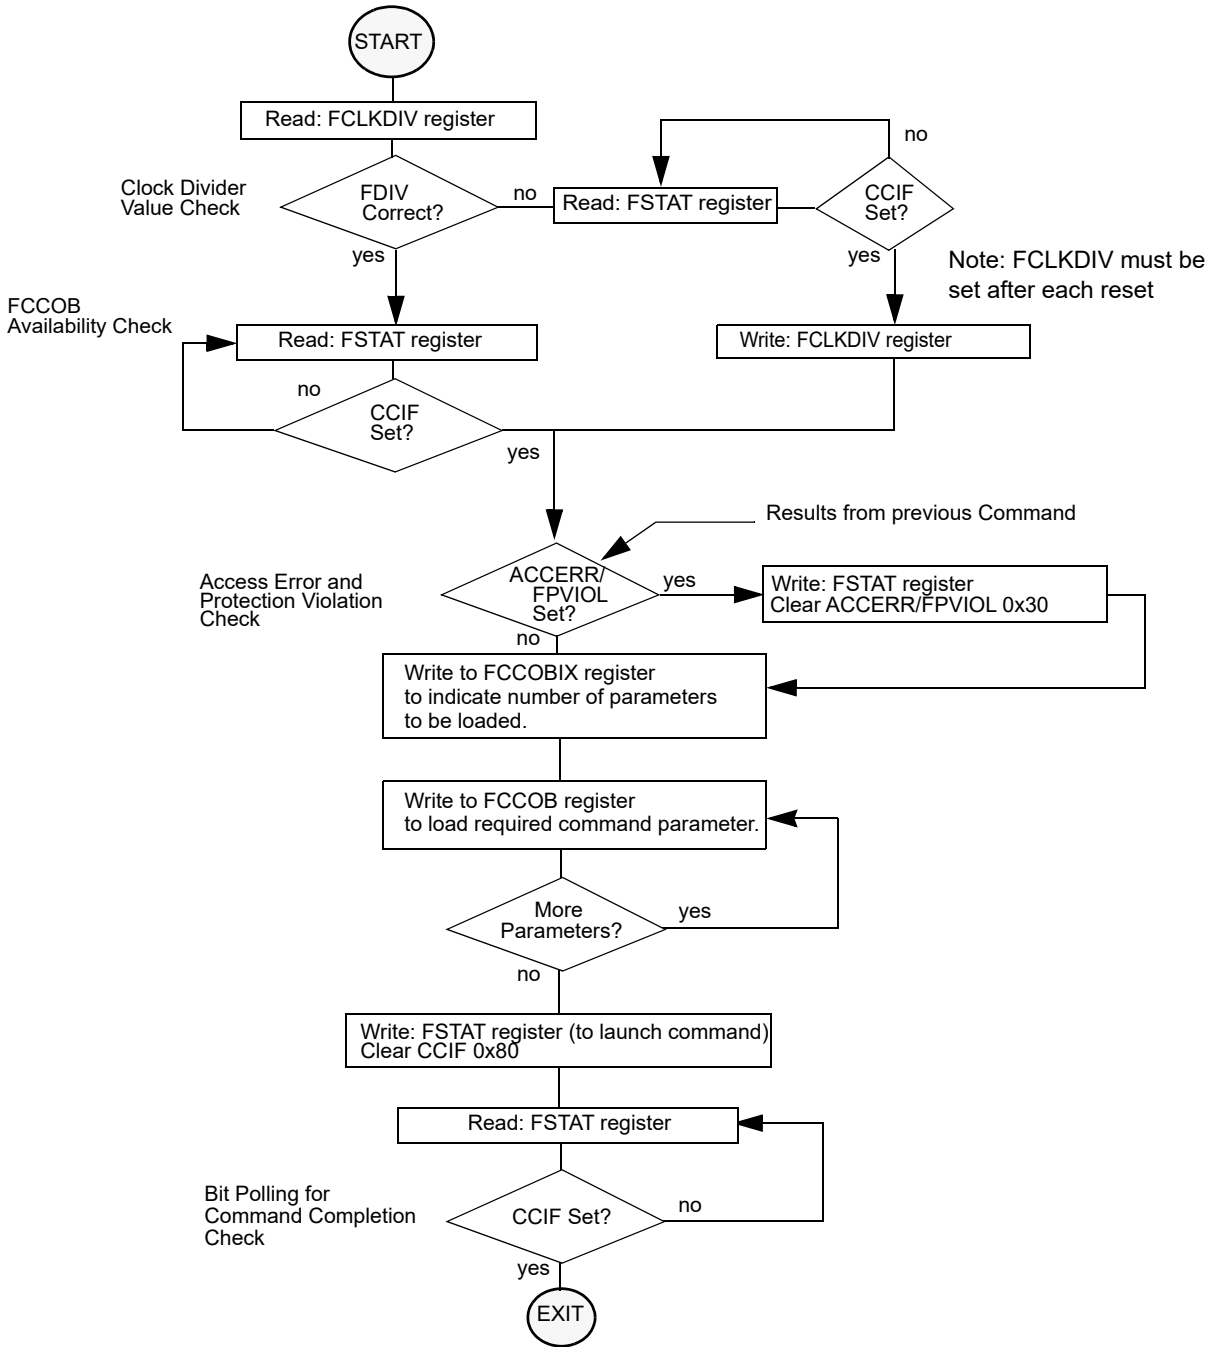 START
Read: FCLKDIV register
Clock Divider
Value Check
FDIV
Correct?
no
Read: FSTAT register
CCIF
Set?
no
yes
yes
Note: FCLKDIV must be
set after each reset
FCCOB
Availability Check
Read: FSTAT register
Write: FCLKDIV register
no
CCIF
Set?
yes
Results from previous Command
Access Error and
Protection Violation
Check
ACCERR/
FPVIOL
Set?
yes
Write: FSTAT register
Clear ACCERR/FPVIOL 0x30
no
Write to FCCOBIX register
to indicate number of parameters
to be loaded.
Write to FCCOB register
to load required command parameter.
More
Parameters?
yes
no
Write: FSTAT register (to launch command)
Clear CCIF 0x80
Read: FSTAT register
Bit Polling for
Command Completion
Check
CCIF Set?
no
yes
EXIT